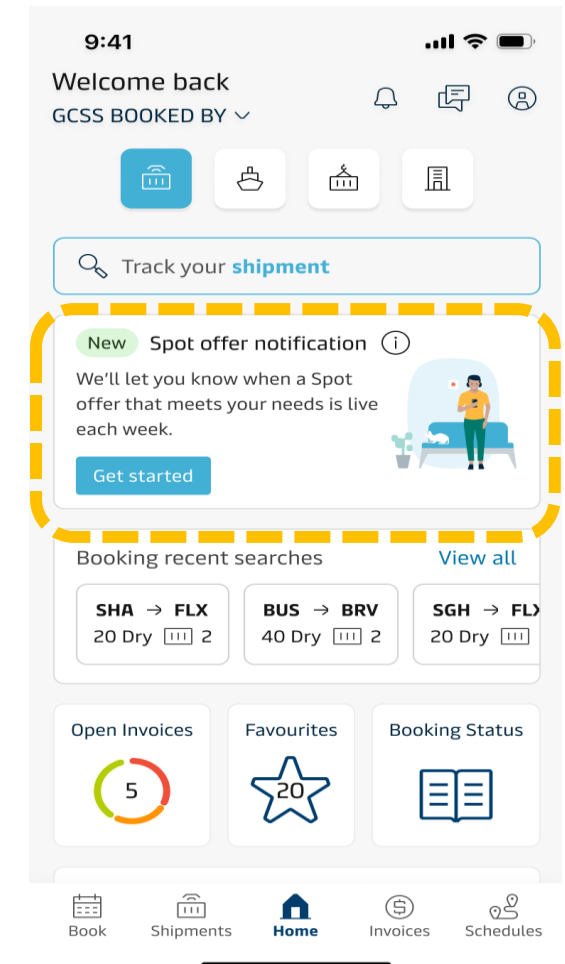 9:41
Welcome back
GCSS BOOKED BY
Track your shipment
New Spot offer notification
We'll let you know when a Spot
offer that meets your needs is live
each week.
Get started
Booking recent searches View all
SHA → FLX
20 Dry 2
BUS → BRV
40 Dry 2
SGH → FLX
20 Dry
Open Invoices
5
Favourites
20
Booking Status
Book Shipments Home Invoices Schedules